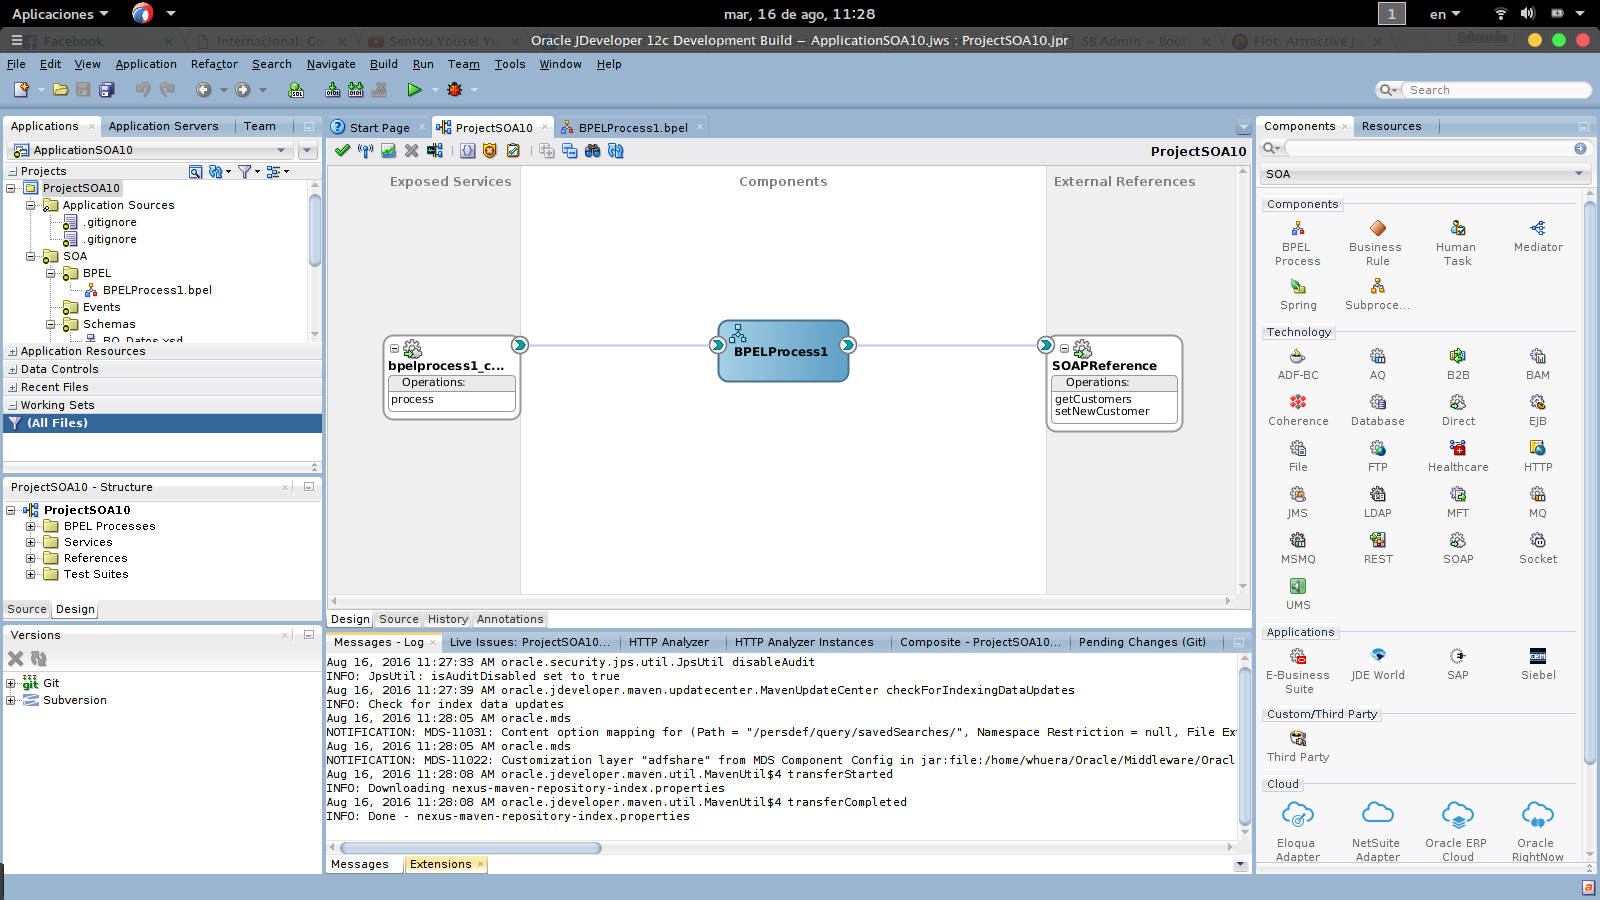 Aplicaciones
mar, 16 de ago, 11:28
1
en
Facebook
Internacional: Go
Sentou Yousei Y
SB Admin — Boot
Flot: Attractive J
Oracle JDeveloper 12c Development Build — ApplicationSOA10.jws : ProjectSOA10.jpr
File Edit View Application Refactor Search Navigate Build Run Team Tools Window Help
Search
Applications
Application Servers
Team
ApplicationSOA10
Projects
ProjectSOA10
Application Sources
.gitignore
.gitignore
SOA
BPEL
BPELProcess1.bpel
Events
Schemas
BO_Datos.xsd
Application Resources
Data Controls
Recent Files
Working Sets
(All Files)
ProjectSOA10 - Structure
ProjectSOA10
BPEL Processes
Services
References
Test Suites
Source Design
Versions
Git
Subversion
Start Page
ProjectSOA10
BPELProcess1.bpel
ProjectSOA10
Exposed Services
Components
External References
bpelprocess1_c...
Operations:
process
BPELProcess1
SOAPReference
Operations:
getCustomers
setNewCustomer
Design Source History Annotations
Messages - Log
Live Issues: ProjectSOA10...
HTTP Analyzer
HTTP Analyzer Instances
Composite - ProjectSOA10...
Pending Changes (Git)
Aug 16, 2016 11:27:33 AM oracle.security.jps.util.JpsUtil disableAudit
INFO: JpsUtil: isAuditDisabled set to true
Aug 16, 2016 11:27:39 AM oracle.jdeveloper.maven.updatecenter.MavenUpdateCenter checkForIndexingDataUpdates
INFO: Check for index data updates
Aug 16, 2016 11:28:05 AM oracle.mds
NOTIFICATION: MDS-11031: Content option mapping for (Path = "/persdef/query/savedSearches/", Namespace Restriction = null, File Ex
Aug 16, 2016 11:28:05 AM oracle.mds
NOTIFICATION: MDS-11022: Customization layer "adfshare" from MDS Component Config in jar:file:/home/whuera/Oracle/Middleware/Oracl
Aug 16, 2016 11:28:08 AM oracle.jdeveloper.maven.util.MavenUtil$4 transferStarted
INFO: Downloading nexus-maven-repository-index.properties
Aug 16, 2016 11:28:08 AM oracle.jdeveloper.maven.util.MavenUtil$4 transferCompleted
INFO: Done - nexus-maven-repository-index.properties
Messages
Extensions
Components
Resources
SOA
Components
BPEL Process
Business Rule
Human Task
Mediator
Spring
Subproce...
Technology
ADF-BC
AQ
B2B
BAM
Coherence
Database
Direct
EJB
File
FTP
Healthcare
HTTP
JMS
LDAP
MFT
MQ
MSMQ
REST
SOAP
Socket
UMS
Applications
E-Business Suite
JDE World
SAP
CRM
Siebel
Custom/Third Party
Third Party
Cloud
Eloqua Adapter
NetSuite Adapter
Oracle ERP Cloud
Oracle RightNow